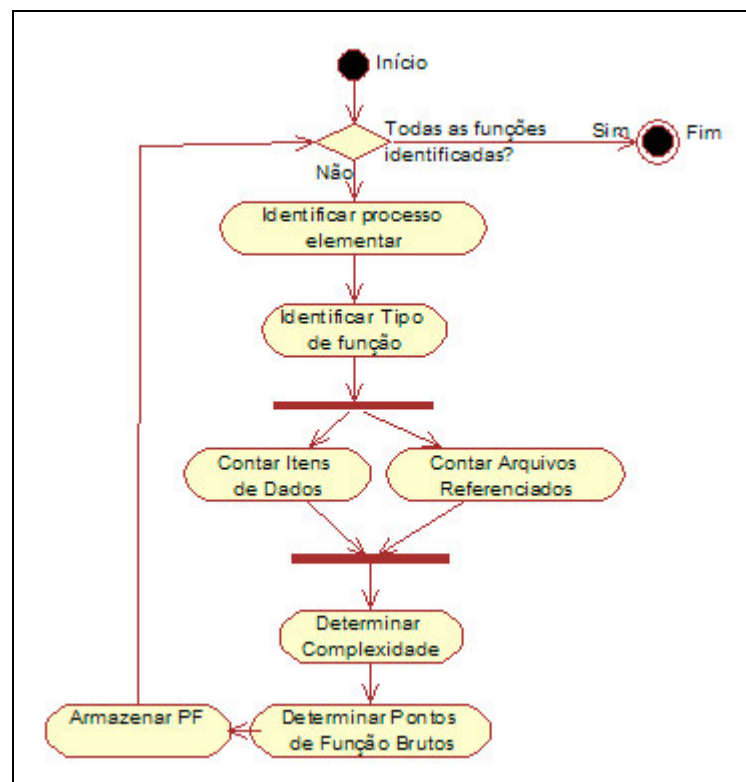 Início
Todas as funções
identificadas?
Sim
Fim
Não
Identificar processo
elementar
Identificar Tipo
de função
Contar Itens
de Dados
Contar Arquivos
Referenciados
Determinar
Complexidade
Armazenar PF
Determinar Pontos
de Função Brutos